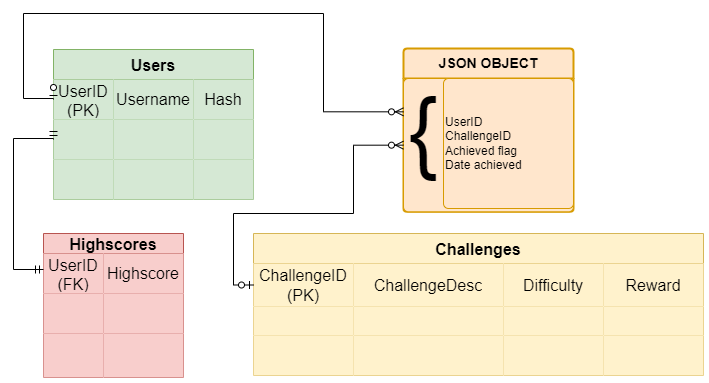 Users
UserID
(PK)
Username
Hash
JSON OBJECT
{
UserID
ChallengeID
Achieved flag
Date achieved
Highscores
UserID
(FK)
Highscore
Challenges
ChallengeID
(PK)
ChallengeDesc
Difficulty
Reward